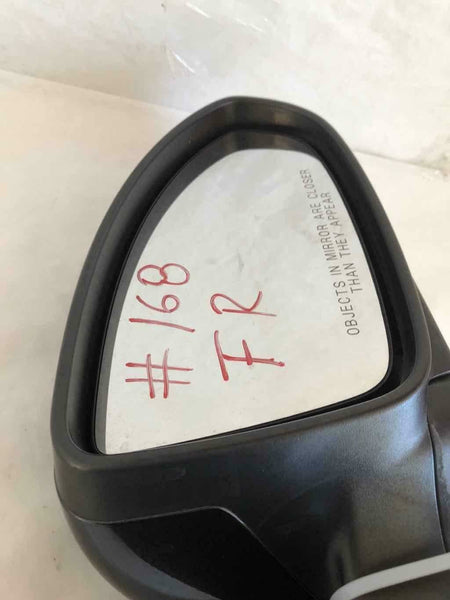 #168
FR
OBJECTS IN MIRROR ARE CLOSER
THAN THEY APPEAR